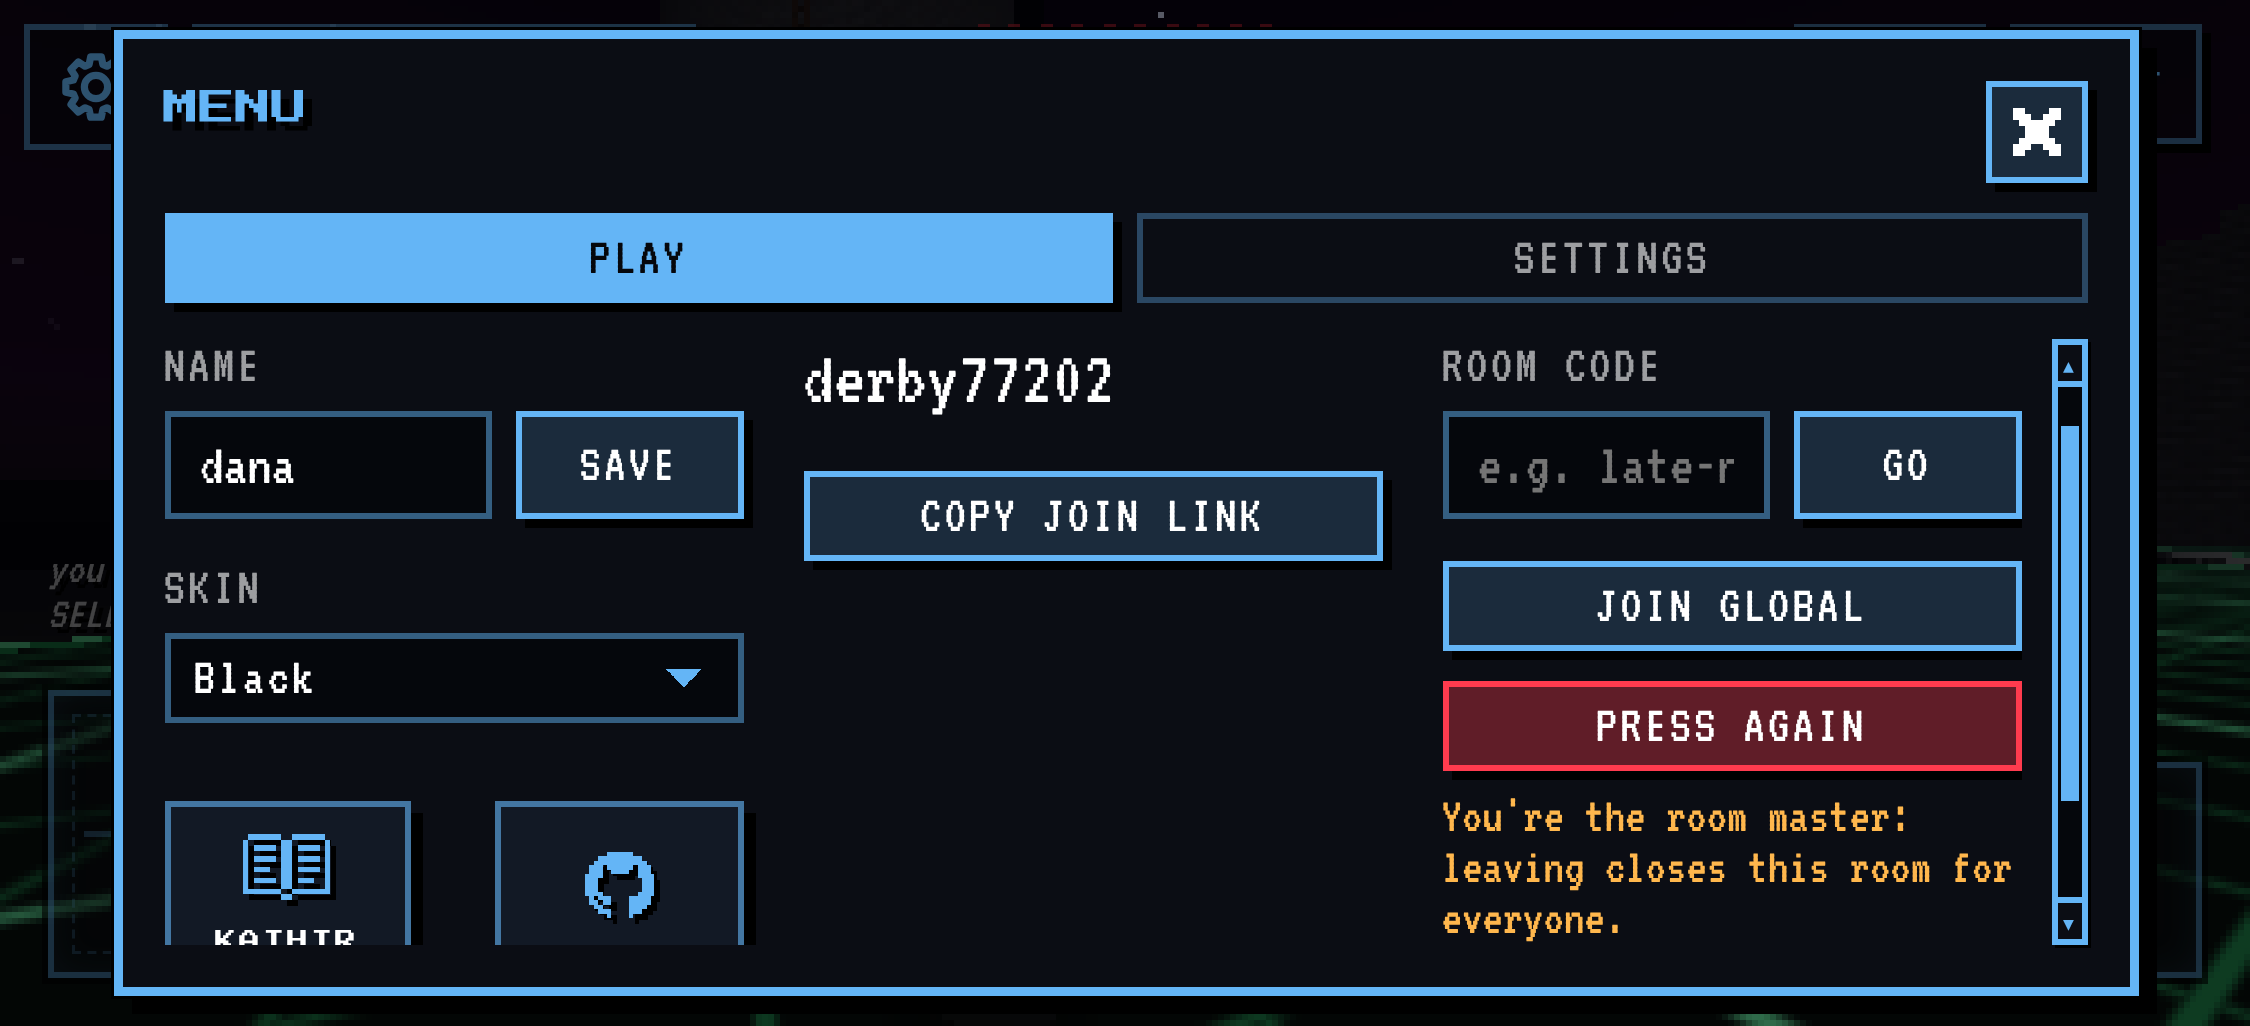 MENU
PLAY
SETTINGS
NAME
dana
SAVE
SKIN
Black
derby77202
COPY JOIN LINK
ROOM CODE
e.g. late-r
GO
JOIN GLOBAL
PRESS AGAIN
You're the room master:
leaving closes this room for
everyone.
you